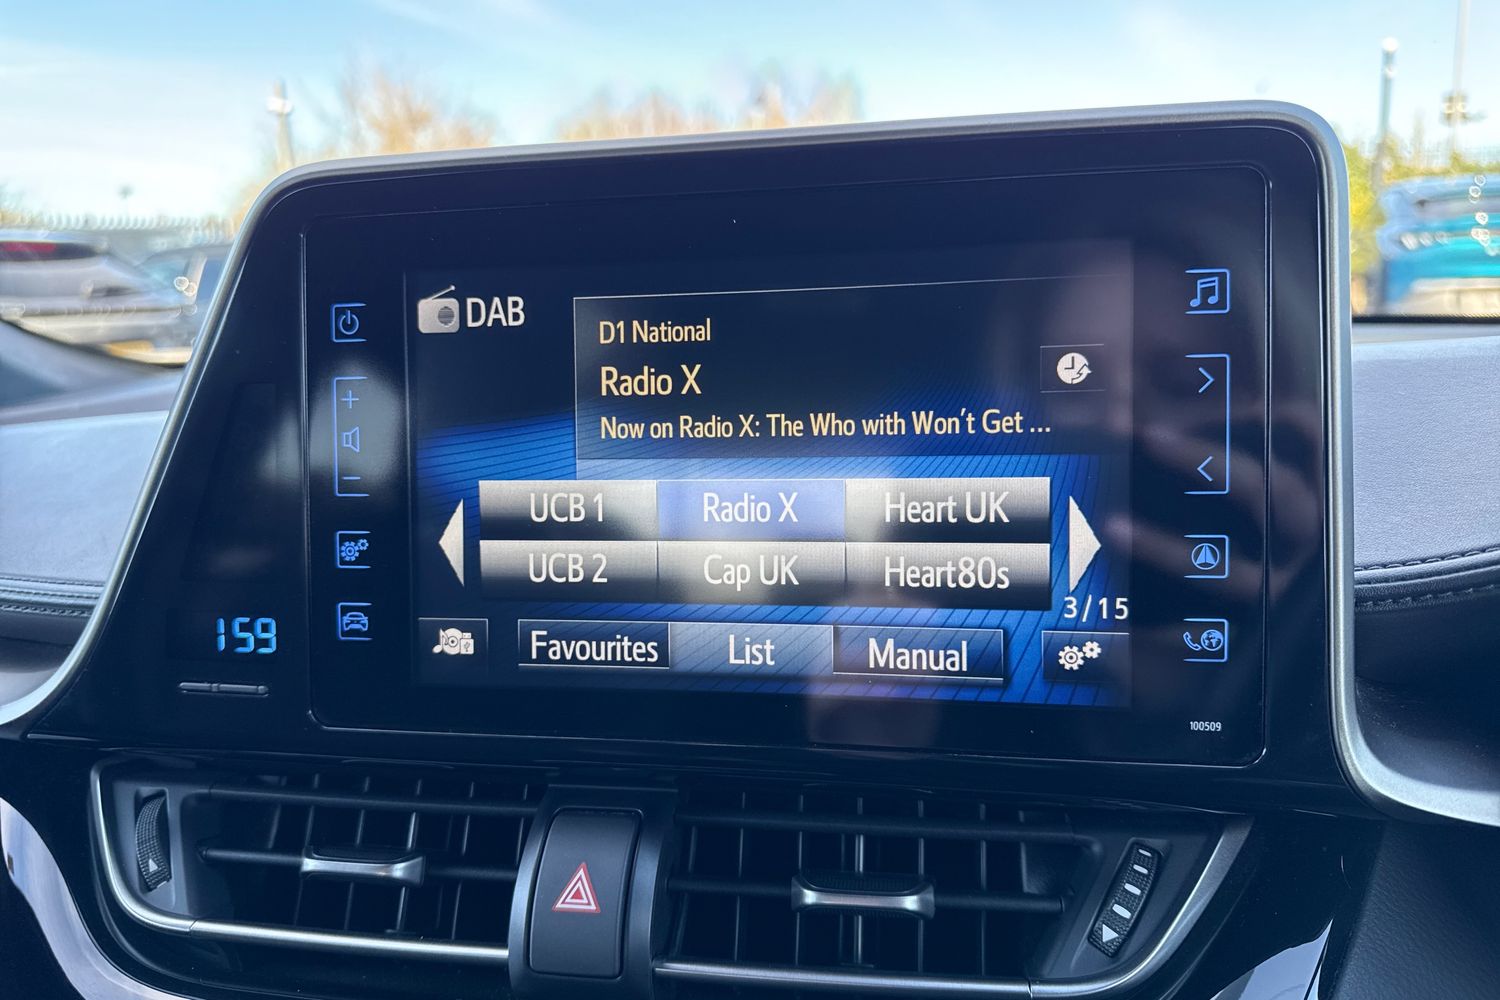 DAB
D1 National
Radio X
Now on Radio X: The Who with Won't Get ...
UCB 1 Radio X Heart UK
UCB 2 Cap UK Heart80s
3/15
Favourites List Manual
159
100509